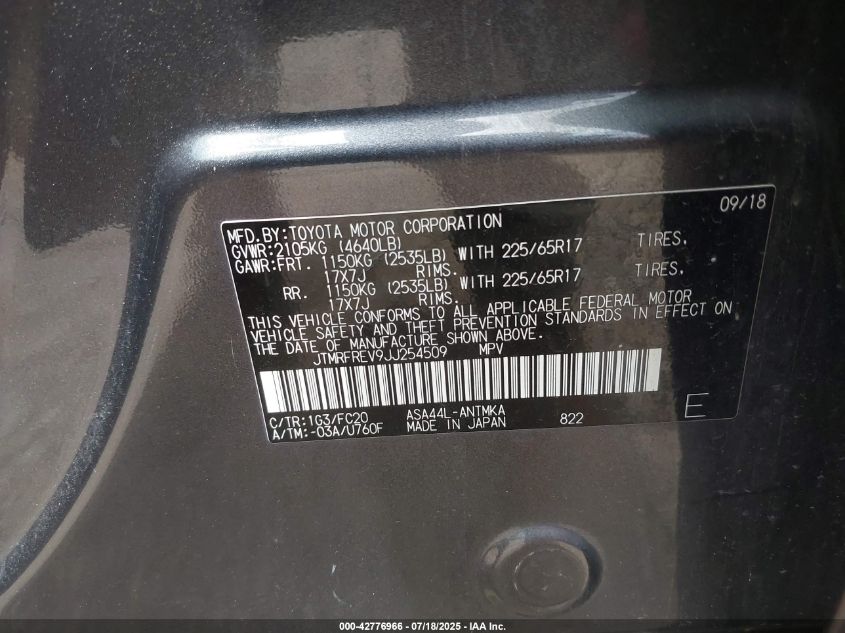 09/18
MFD.BY:TOYOTA MOTOR CORPORATION
GVWR:2105KG (4640LB)
GAWR:FRT. 1150KG (2535LB) WITH 225/65R17 TIRES.
17X7J RIMS.
RR. 1150KG (2535LB) WITH 225/65R17 TIRES.
17X7J RIMS.
THIS VEHICLE CONFORMS TO ALL APPLICABLE FEDERAL MOTOR
VEHICLE SAFETY AND THEFT PREVENTION STANDARDS IN EFFECT ON
THE DATE OF MANUFACTURE SHOWN ABOVE.
JTMRFREV9JJ254509 MPV
C/TR:1G3/FC20 ASA44L-ANTMKA
A/TM:-03A/U760F MADE IN JAPAN 822 E
000-42776966 - 07/18/2025 - IAA Inc.